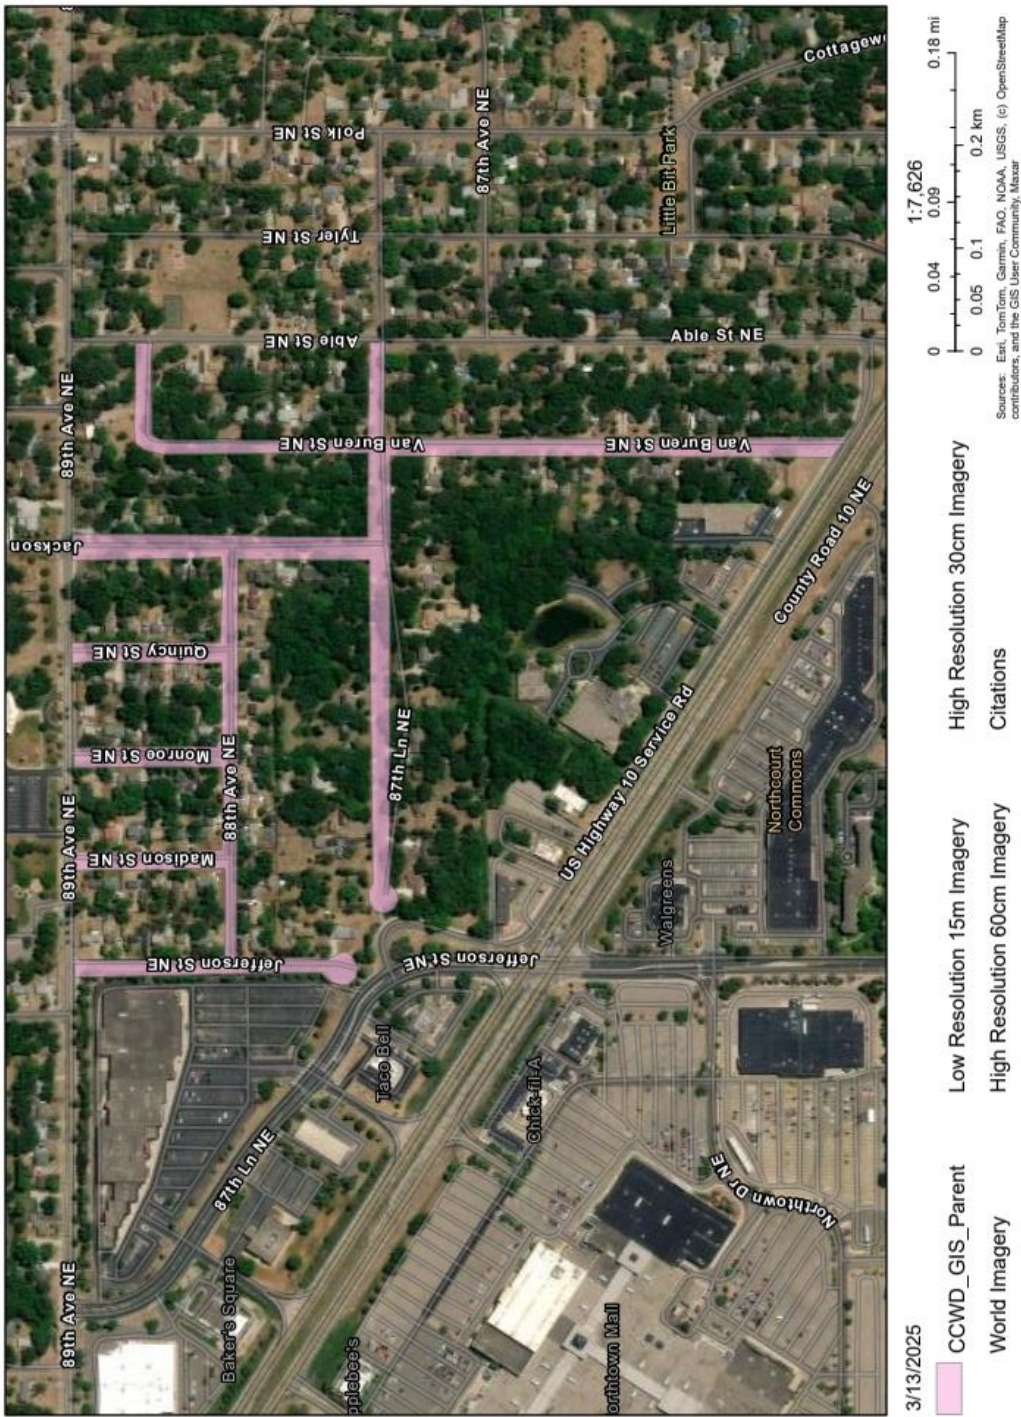 89th Ave NE
89th Ave NE
89th Ave NE
Jackson
Polk St NE
Tyler St NE
Able St NE
Van Buren St NE
Quincy St NE
Monroe St NE
Madison St NE
Jefferson St NE
88th Ave NE
87th Ave NE
87th Ln NE
87th Ln NE
Jefferson St NE
Baker's Square
Taco Bell
Applebee's
Chick-fil-A
US Highway 10 Service Rd
Van Buren St NE
Able St NE
Little Bit Park
Cottagew
County Road 10 NE
Walgreens
Northcourt
Commons
Northtown Dr NE
orthtown Mall
3/13/2025
CCWD_GIS_Parent
World Imagery
Low Resolution 15m Imagery
High Resolution 60cm Imagery
High Resolution 30cm Imagery
Citations
1:7,626
0 0.04 0.09 0.18 mi
0 0.05 0.1 0.2 km
Sources: Esri, TomTom, Garmin, FAO, NOAA, USGS, (c) OpenStreetMap
contributors, and the GIS User Community, Maxar